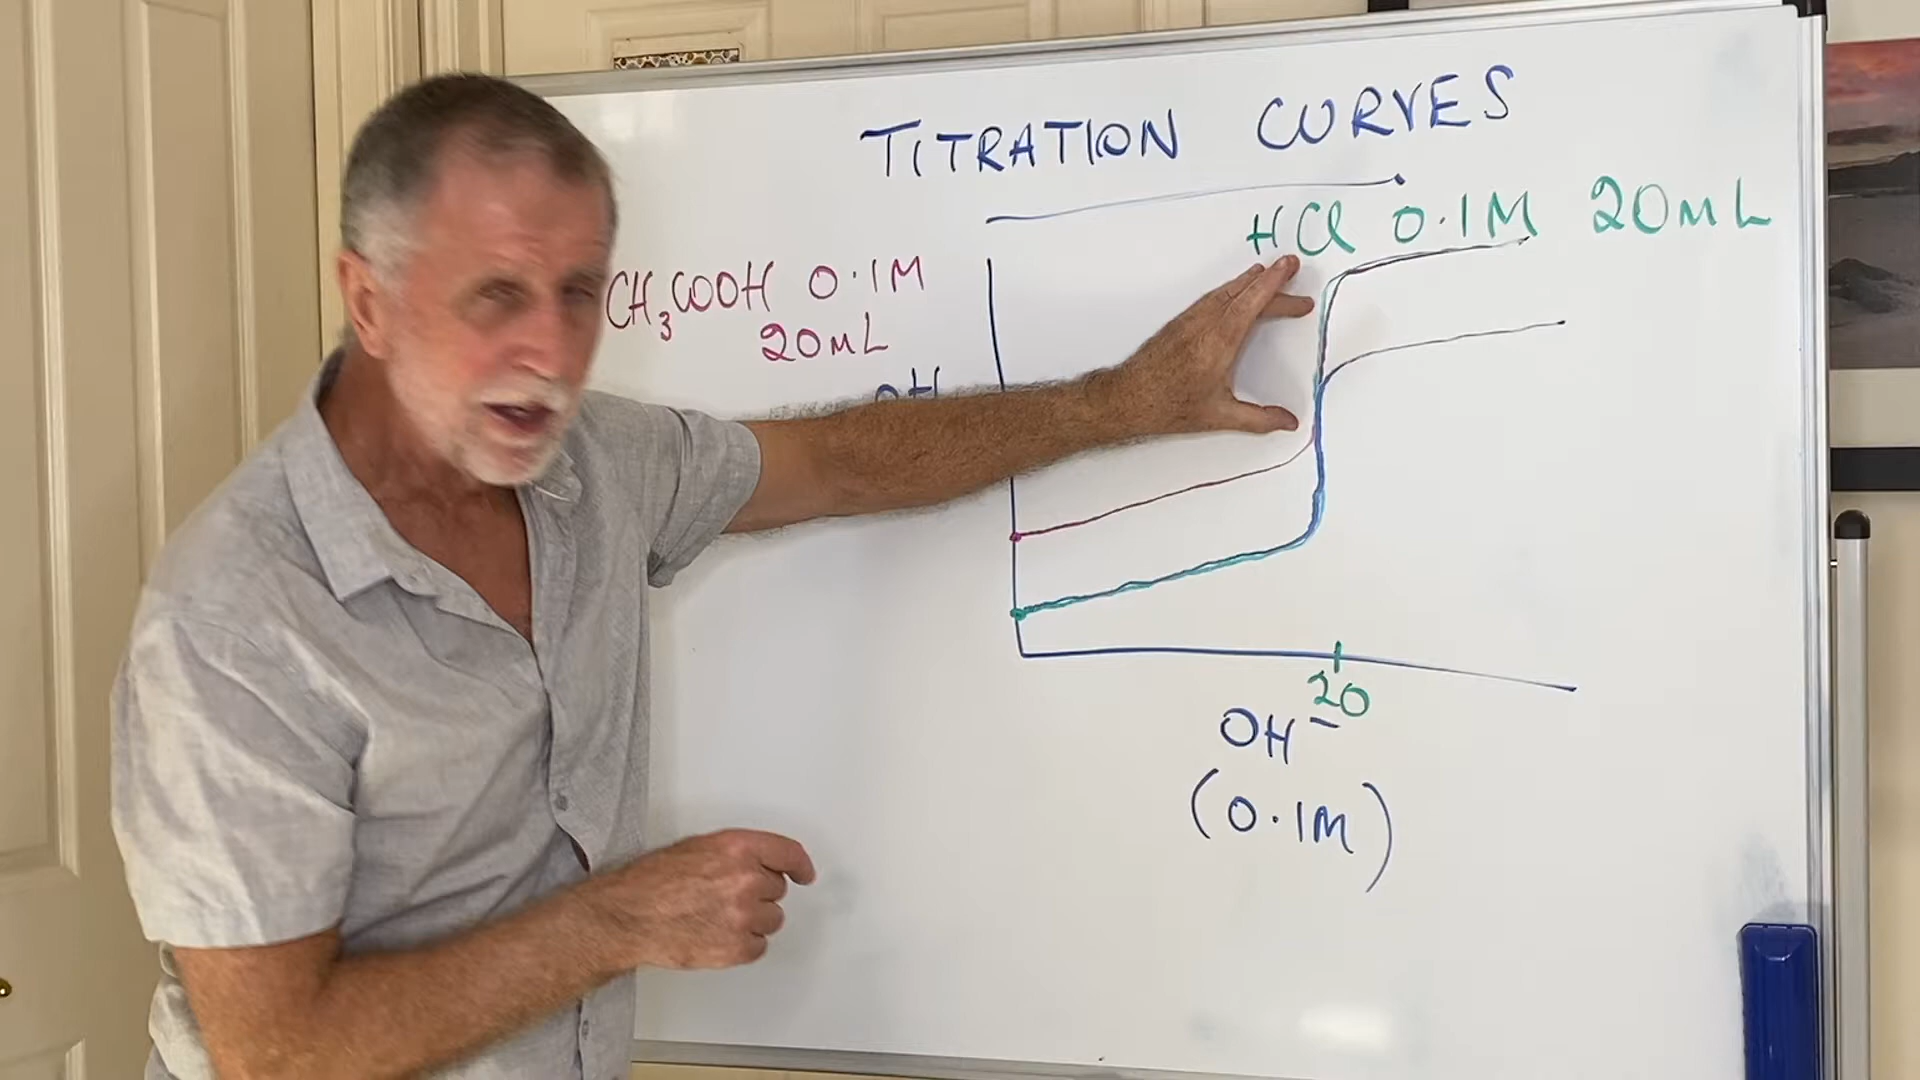 TITRATION CURVES
HCl 0.1M 20mL
CH₃COOH 0.1M
20mL
20
OH⁻
(0.1M)